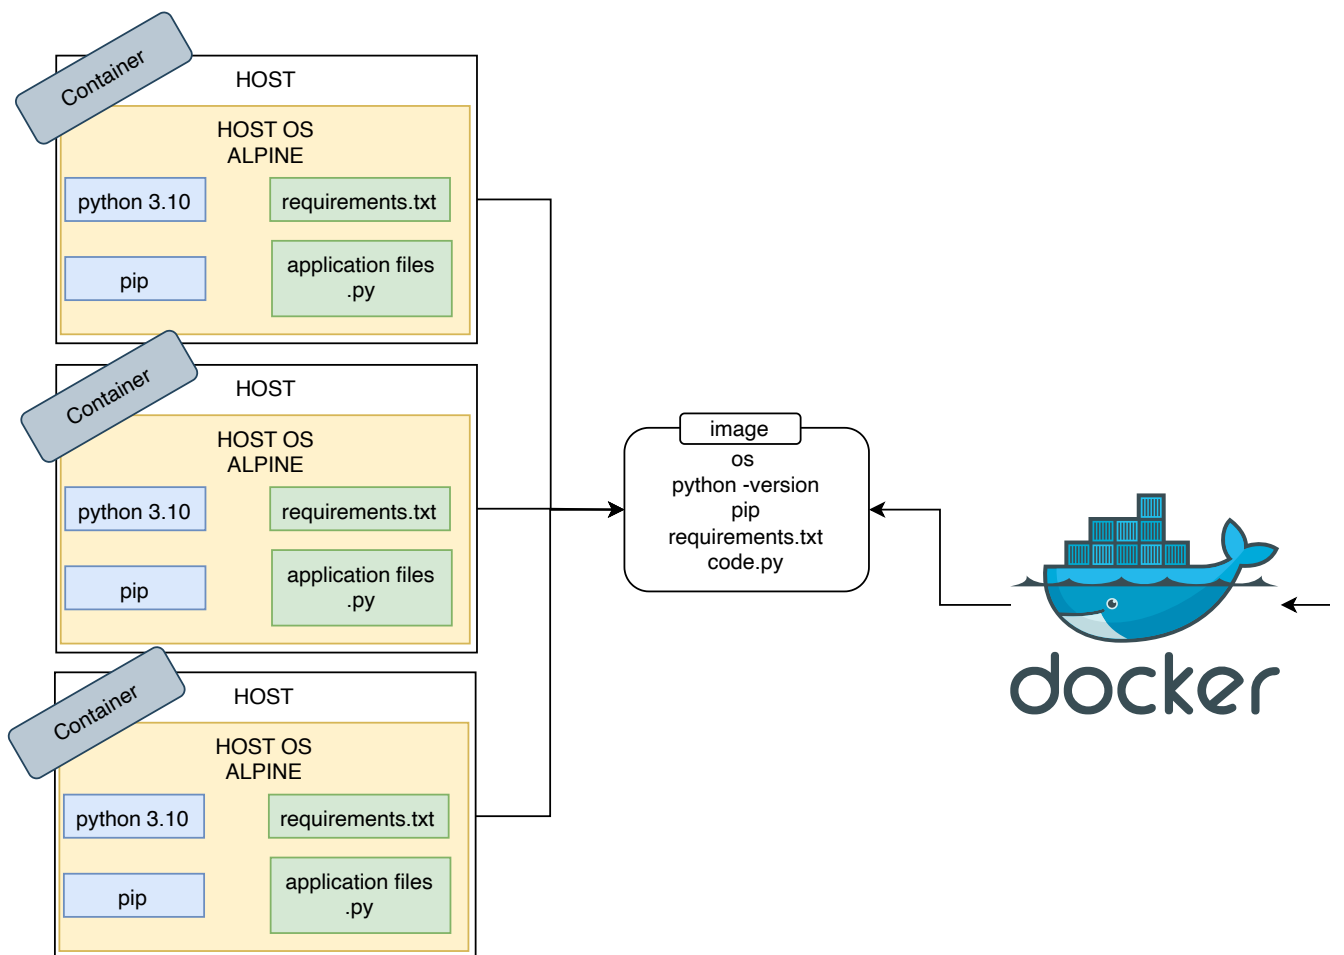 Container
HOST
HOST OS
ALPINE
python 3.10
requirements.txt
pip
application files
.py
Container
HOST
HOST OS
ALPINE
python 3.10
requirements.txt
pip
application files
.py
Container
HOST
HOST OS
ALPINE
python 3.10
requirements.txt
pip
application files
.py
image
os
python -version
pip
requirements.txt
code.py
docker